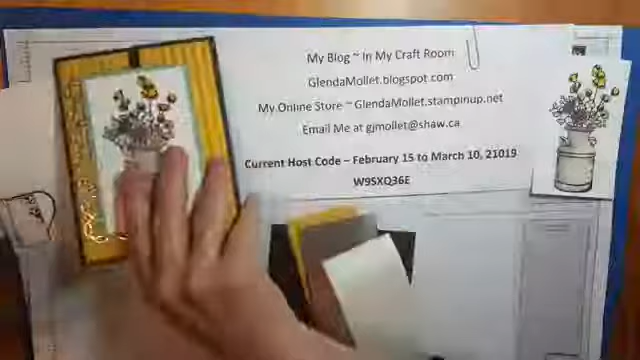 My Blog ~ In My Craft Room
GlendaMollet.blogspot.com
My Online Store ~ GlendaMollet.stampinup.net
Email Me at gjmollet@shaw.ca
Current Host Code – February 15 to March 10, 21019
W9SXQ36E